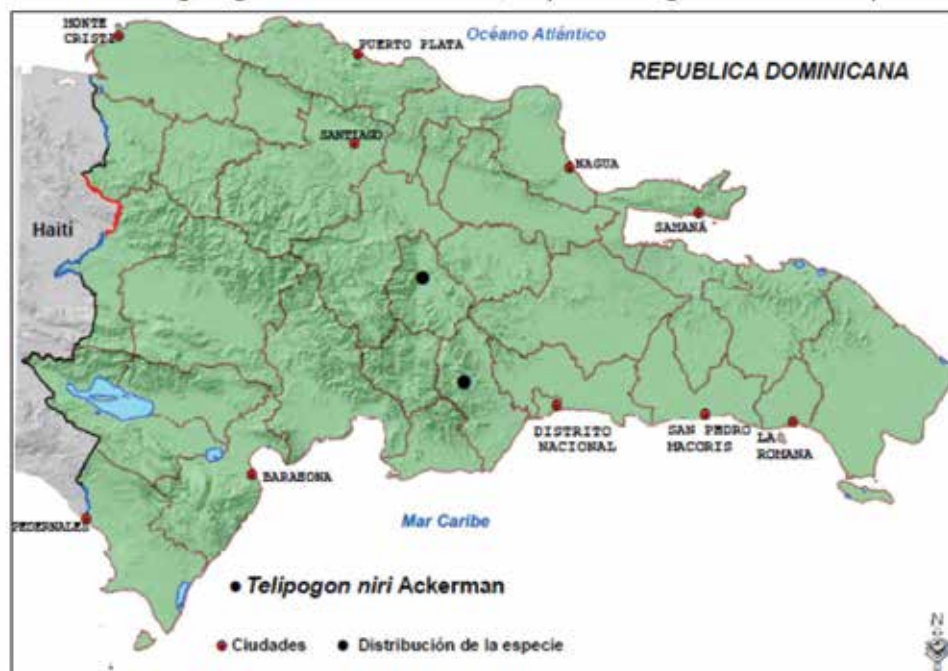 MONTE
CRISTI
PUERTO PLATA
Océano Atlántico
REPUBLICA DOMINICANA
SANTIAGO
NAGUA
SAMANÁ
Haití
DISTRITO
NACIONAL
SAN PEDRO
MACORIS
LA
ROMANA
BARAHONA
PEDERNALES
Mar Caribe
Telipogon niri Ackerman
Ciudades
Distribución de la especie